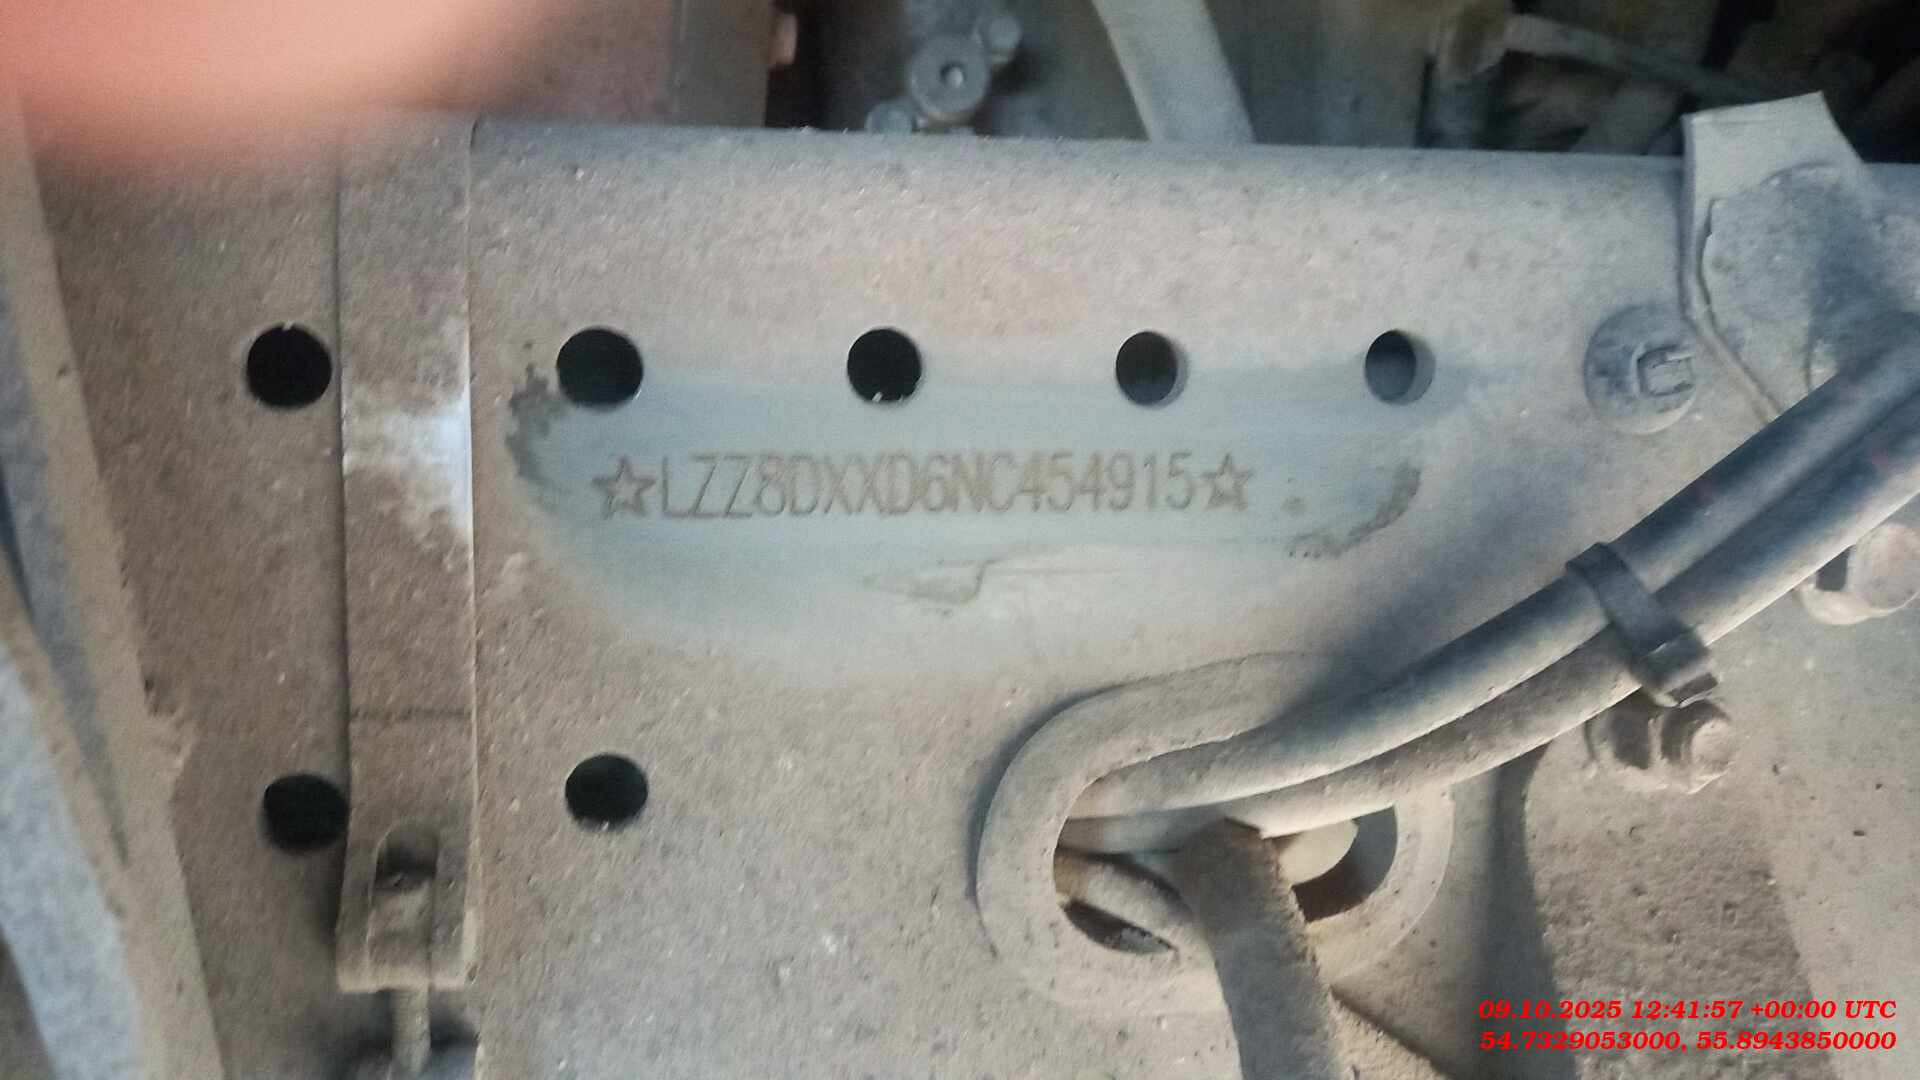 ☆LZZ8DXXD6NC454915☆
09.10.2025 12:41:57 +00:00 UTC
54.7329053000, 55.8943850000